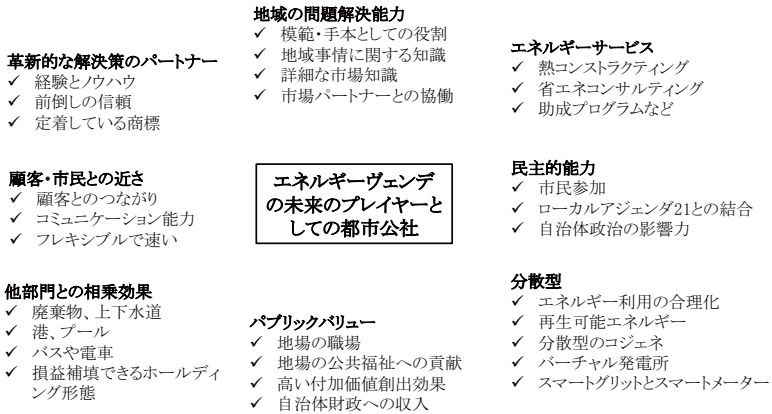 地域の問題解決能力
✓ 模範・手本としての役割
✓ 地域事情に関する知識
✓ 詳細な市場知識
✓ 市場パートナーとの協働
革新的な解決策のパートナー
✓ 経験とノウハウ
✓ 前倒しの信頼
✓ 定着している商標
エネルギーサービス
✓ 熱コンストラクティング
✓ 省エネコンサルティング
✓ 助成プログラムなど
顧客・市民との近さ
✓ 顧客とのつながり
✓ コミュニケーション能力
✓ フレキシブルで速い
エネルギーヴェンデ
の未来のプレイヤーと
しての都市公社
民主的能力
✓ 市民参加
✓ ローカルアジェンダ21との結合
✓ 自治体政治の影響力
他部門との相乗効果
✓ 廃棄物、上下水道
✓ 港、プール
✓ バスや電車
✓ 損益補填できるホールディ
ング形態
パブリックバリュー
✓ 地場の職場
✓ 地場の公共福祉への貢献
✓ 高い付加価値創出効果
✓ 自治体財政への収入
分散型
✓ エネルギー利用の合理化
✓ 再生可能エネルギー
✓ 分散型のコジェネ
✓ バーチャル発電所
✓ スマートグリットとスマートメーター